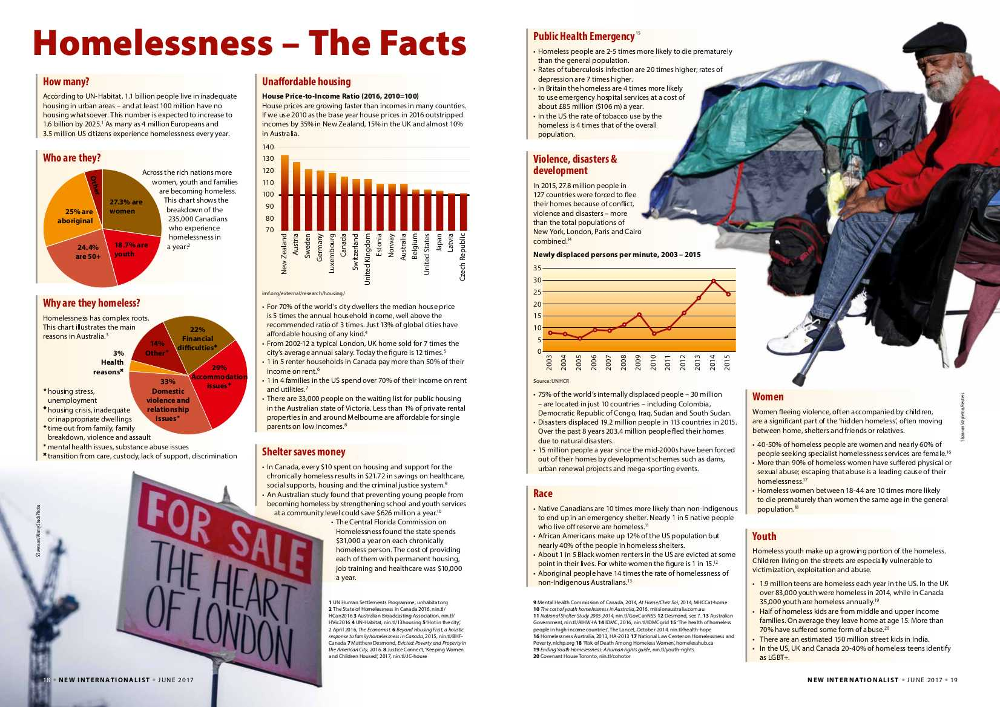 Homelessness – The Facts
How many?
According to UN-Habitat, 1.1 billion people live in inadequate
housing in urban areas – and at least 100 million have no
housing whatsoever. This number is expected to increase to
1.6 billion by 2025.1 As many as 4 million Europeans and
3.5 million US citizens experience homelessness every year.
Who are they?
Across the rich nations more
women, youth and families
are becoming homeless.
This chart shows the
breakdown of the
235,000 Canadians
who experience
homelessness in
a year:2
Other
27.3% are
women
25% are
aboriginal
24.4%
are 50+
18.7% are
youth
Why are they homeless?
Homelessness has complex roots.
This chart illustrates the main
reasons in Australia.3
22%
Financial
difficulties
14%
Other
3%
Health
reasons✖
29%
Accommodation
issues
33%
Domestic
violence and
relationship
issues
★ housing stress,
unemployment
◆ housing crisis, inadequate
or inappropriate dwellings
✦ time out from family, family
breakdown, violence and assault
* mental health issues, substance abuse issues
✖ transition from care, custody, lack of support, discrimination
SSwenson/Alamy Stock Photo
FOR SALE
THE HEART
OF LONDON
18 • NEW INTERNATIONALIST • JUNE 2017
Unaffordable housing
House Price-to-Income Ratio (2016, 2010=100)
House prices are growing faster than incomes in many countries.
If we use 2010 as the base year house prices in 2016 outstripped
incomes by 35% in New Zealand, 15% in the UK and almost 10%
in Australia.
140
130
120
110
100
90
80
70
New Zealand
Austria
Sweden
Germany
Luxembourg
Canada
Switzerland
United Kingdom
Estonia
Norway
Australia
Belgium
United States
Japan
Latvia
Czech Republic
imf.org/external/research/housing/
• For 70% of the world's city dwellers the median house price
is 5 times the annual household income, well above the
recommended ratio of 3 times. Just 13% of global cities have
affordable housing of any kind.4
• From 2002-12 a typical London, UK home sold for 7 times the
city's average annual salary. Today the figure is 12 times.5
• 1 in 5 renter households in Canada pay more than 50% of their
income on rent.6
• 1 in 4 families in the US spend over 70% of their income on rent
and utilities.7
• There are 33,000 people on the waiting list for public housing
in the Australian state of Victoria. Less than 1% of private rental
properties in and around Melbourne are affordable for single
parents on low incomes.8
Shelter saves money
• In Canada, every $10 spent on housing and support for the
chronically homeless results in $21.72 in savings on healthcare,
social supports, housing and the criminal justice system.9
• An Australian study found that preventing young people from
becoming homeless by strengthening school and youth services
at a community level could save $626 million a year.10
• The Central Florida Commission on
Homelessness found the state spends
$31,000 a year on each chronically
homeless person. The cost of providing
each of them with permanent housing,
job training and healthcare was $10,000
a year.
1 UN Human Settlements Programme, unhabitat.org
2 The State of Homelessness in Canada 2016, nin.tl/
HCan2016 3 Australian Broadcasting Association, nin.tl/
HVic2016 4 UN-Habitat, nin.tl/13housing 5 'Hot in the city',
2 April 2016, The Economist. 6 Beyond Housing First, a holistic
response to family homelessness in Canada, 2015, nin.tl/BHF-
Canada 7 Matthew Desmond, Evicted: Poverty and Property in
the American City, 2016. 8 Justice Connect, 'Keeping Women
and Children Housed', 2017, nin.tl/JC-house
Public Health Emergency15
• Homeless people are 2-5 times more likely to die prematurely
than the general population.
• Rates of tuberculosis infection are 20 times higher; rates of
depression are 7 times higher.
• In Britain the homeless are 4 times more likely
to use emergency hospital services at a cost of
about £85 million ($106 m) a year.
• In the US the rate of tobacco use by the
homeless is 4 times that of the overall
population.
Violence, disasters &
development
In 2015, 27.8 million people in
127 countries were forced to flee
their homes because of conflict,
violence and disasters – more
than the total populations of
New York, London, Paris and Cairo
combined.14
Newly displaced persons per minute, 2003 – 2015
35
30
25
20
15
10
5
0
2003
2004
2005
2006
2007
2008
2009
2010
2011
2012
2013
2014
2015
Source: UNHCR
• 75% of the world's internally displaced people – 30 million
– are located in just 10 countries – including Colombia,
Democratic Republic of Congo, Iraq, Sudan and South Sudan.
• Disasters displaced 19.2 million people in 113 countries in 2015.
Over the past 8 years 203.4 million people fled their homes
due to natural disasters.
• 15 million people a year since the mid-2000s have been forced
out of their homes by development schemes such as dams,
urban renewal projects and mega-sporting events.
Race
• Native Canadians are 10 times more likely than non-indigenous
to end up in an emergency shelter. Nearly 1 in 5 native people
who live off reserve are homeless.11
• African Americans make up 12% of the US population but
nearly 40% of the people in homeless shelters.
• About 1 in 5 Black women renters in the US are evicted at some
point in their lives. For white women the figure is 1 in 15.12
• Aboriginal people have 14 times the rate of homelessness of
non-Indigenous Australians.13
9 Mental Health Commission of Canada, 2014, At Home/Chez Soi, 2014, MHCCat-home
10 The cost of youth homelessness in Australia, 2016, missionaustralia.com.au
11 National Shelter Study 2005-2014, nin.tl/GovCanNSS 12 Desmond, see 7. 13 Australian
Government, nin.tl/AIHW-IA 14 IDMC, 2016, nin.tl/IDMCgrid 15 'The health of homeless
people in high-income countries', The Lancet, October 2014, nin.tl/health-hope
16 Homelessness Australia, 2013, HA-2013 17 National Law Center on Homelessness and
Poverty, nlchp.org 18 'Risk of Death Among Homeless Women', homelesshub.ca
19 Ending Youth Homelessness: A human rights guide, nin.tl/youth-rights
20 Covenant House Toronto, nin.tl/cohotor
Shannon Stapleton/Reuters
Women
Women fleeing violence, often accompanied by children,
are a significant part of the 'hidden homeless', often moving
between home, shelters and friends or relatives.
• 40-50% of homeless people are women and nearly 60% of
people seeking specialist homelessness services are female.16
• More than 90% of homeless women have suffered physical or
sexual abuse; escaping that abuse is a leading cause of their
homelessness.17
• Homeless women between 18-44 are 10 times more likely
to die prematurely than women the same age in the general
population.18
Youth
Homeless youth make up a growing portion of the homeless.
Children living on the streets are especially vulnerable to
victimization, exploitation and abuse.
• 1.9 million teens are homeless each year in the US. In the UK
over 83,000 youth were homeless in 2014, while in Canada
35,000 youth are homeless annually.19
• Half of homeless kids are from middle and upper income
families. On average they leave home at age 15. More than
70% have suffered some form of abuse.20
• There are an estimated 150 million street kids in India.
• In the US, UK and Canada 20-40% of homeless teens identify
as LGBT+.
NEW INTERNATIONALIST • JUNE 2017 • 19